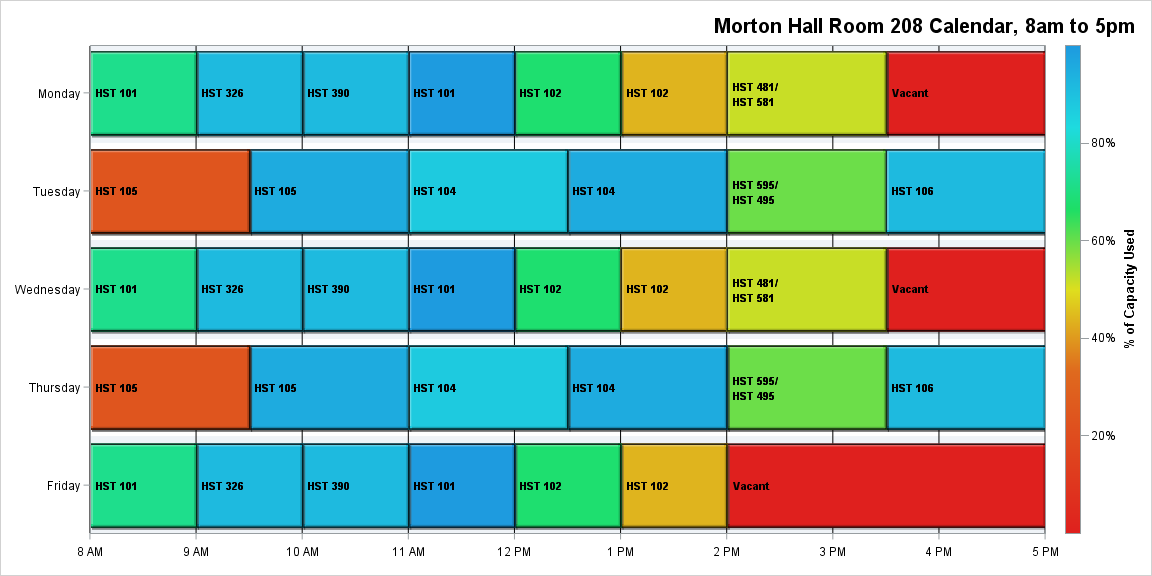 Morton Hall Room 208 Calendar, 8am to 5pm
Monday
HST 101
HST 326
HST 390
HST 101
HST 102
HST 102
HST 481/
HST 581
Vacant
Tuesday
HST 105
HST 105
HST 104
HST 104
HST 595/
HST 495
HST 106
Wednesday
HST 101
HST 326
HST 390
HST 101
HST 102
HST 102
HST 481/
HST 581
Vacant
Thursday
HST 105
HST 105
HST 104
HST 104
HST 595/
HST 495
HST 106
Friday
HST 101
HST 326
HST 390
HST 101
HST 102
HST 102
Vacant
8 AM
9 AM
10 AM
11 AM
12 PM
1 PM
2 PM
3 PM
4 PM
5 PM
80%
60%
40%
20%
% of Capacity Used